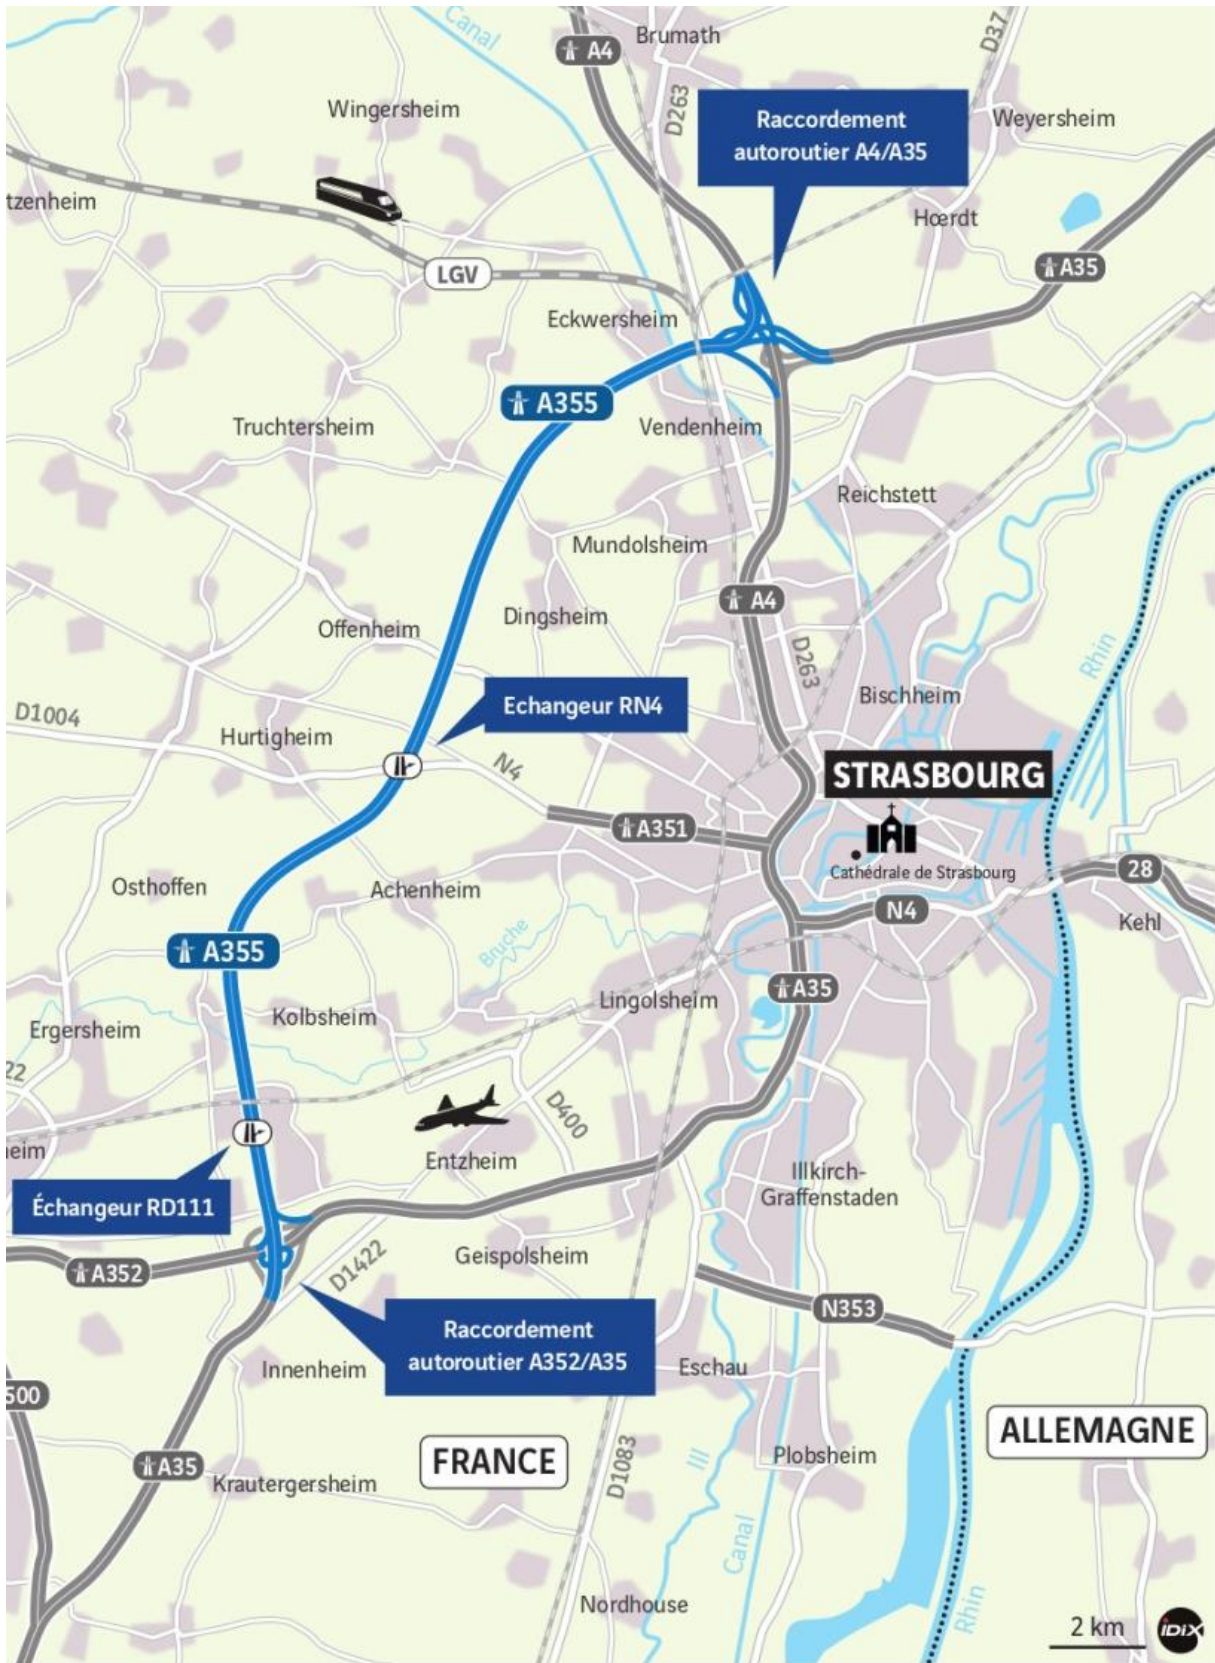 Canal
Brumath
A4
D37
D263
Wingersheim
Raccordement
autoroutier A4/A35
Weyersheim
tzenheim
Hœrdt
LGV
A35
Eckwersheim
A355
Truchtersheim
Vendenheim
Reichstett
Mundolsheim
A4
Dingsheim
Offenheim
D263
Rhin
Bischheim
Echangeur RN4
D1004
Hurtigheim
N4
STRASBOURG
A351
Cathédrale de Strasbourg
28
Osthoffen
Achenheim
N4
Kehl
Bruche
A355
A35
Lingolsheim
Kolbsheim
Ergersheim
22
D400
eim
Entzheim
Illkirch-
Graffenstaden
Échangeur RD111
Geispolsheim
A352
D1422
N353
Raccordement
autoroutier A352/A35
Innenheim
Eschau
500
ALLEMAGNE
FRANCE
Plobsheim
A35
Ill
D1083
Krautergersheim
Canal
Nordhouse
Rhin
2 km
iDiX